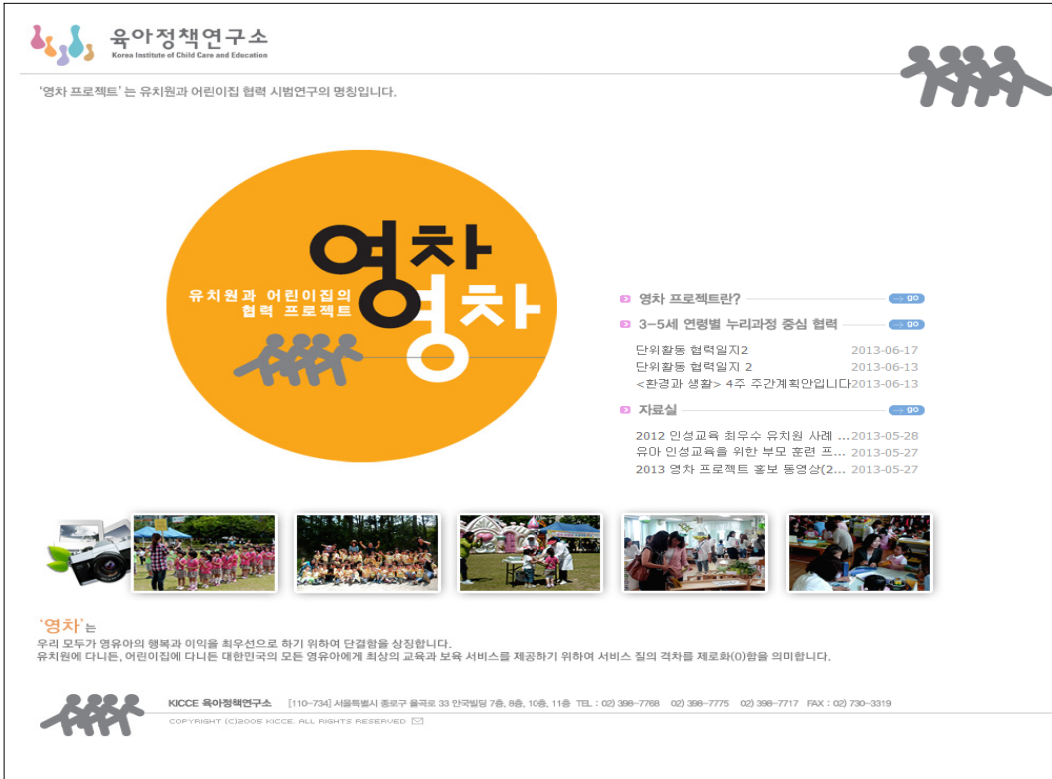 육아정책연구소
Korea Institute of Child Care and Education
'영차 프로젝트' 는 유치원과 어린이집 협력 시범연구의 명칭입니다.
영차
영차
유치원과 어린이집의
협력 프로젝트
영차 프로젝트란? go
3-5세 연령별 누리과정 중심 협력 go
단위활동 협력일지2 2013-06-17
단위활동 협력일지 2 2013-06-13
<환경과 생활> 4주 주간계획안입니다 2013-06-13
자료실 go
2012 인성교육 최우수 유치원 사례 ... 2013-05-28
유아 인성교육을 위한 부모 훈련 프... 2013-05-27
2013 영차 프로젝트 홍보 동영상(2... 2013-05-27
'영차'는
우리 모두가 영유아의 행복과 이익을 최우선으로 하기 위하여 단결함을 상징합니다.
유치원에 다니든, 어린이집에 다니든 대한민국의 모든 영유아에게 최상의 교육과 보육 서비스를 제공하기 위하여 서비스 질의 격차를 제로화(0)함을 의미합니다.
KICCE 육아정책연구소 [110-734] 서울특별시 종로구 율곡로 33 안국빌딩 7층, 8층, 10층, 11층 TEL : 02) 398-7768 02) 398-7775 02) 398-7717 FAX : 02) 730-3319
COPYRIGHT (C)2005 KICCE. ALL RIGHTS RESERVED